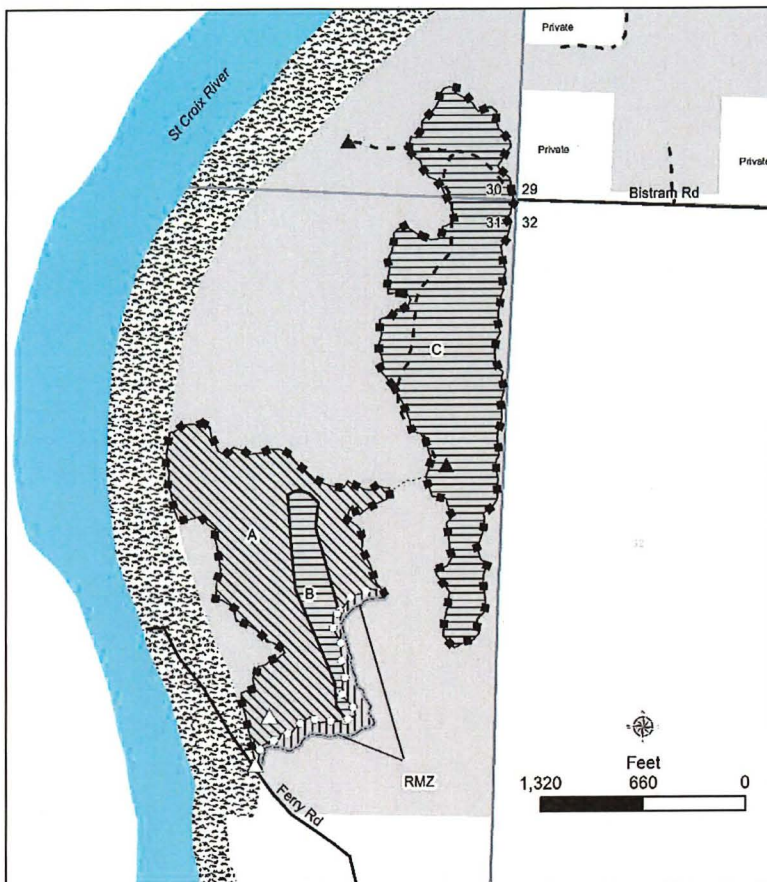 Private
St Croix River
Private
Private
30 29
Bistram Rd
31 32
C
A
32
B
Feet
1,320 660 0
RMZ
Ferry Rd